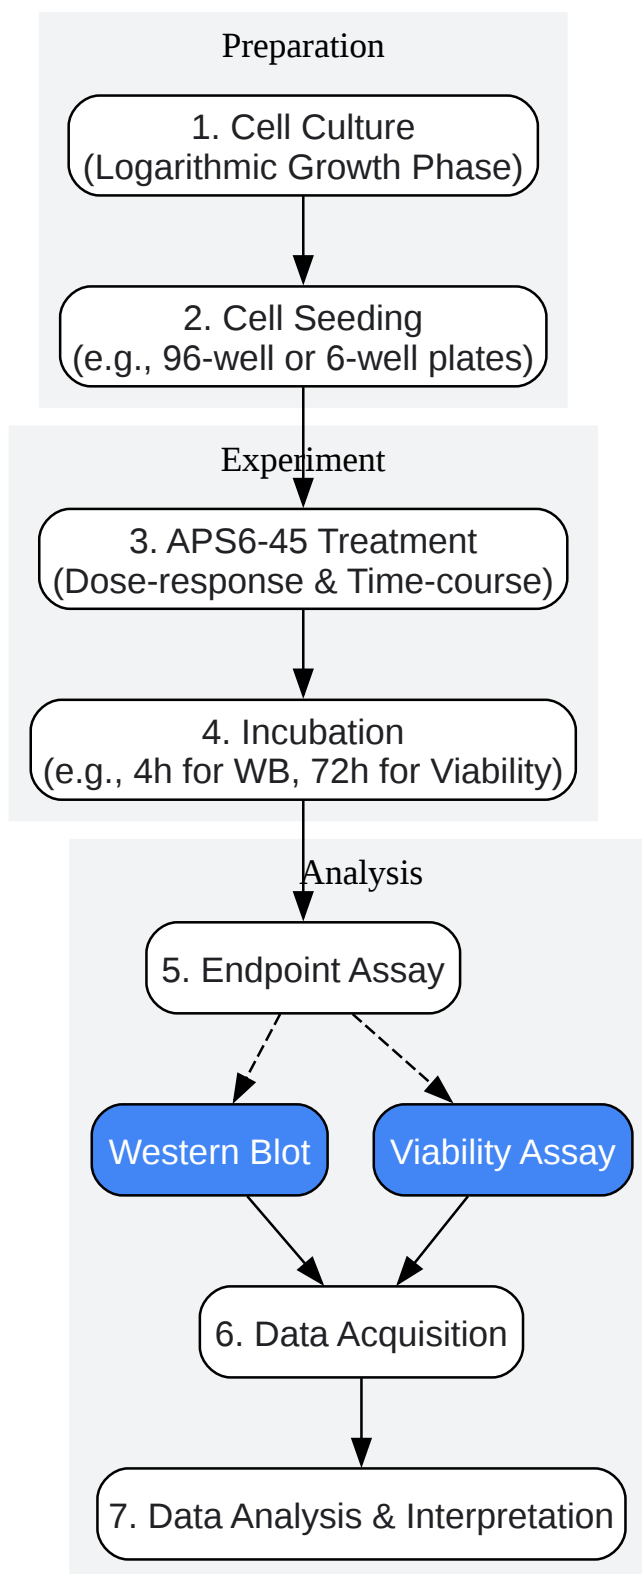 Preparation
1. Cell Culture
(Logarithmic Growth Phase)
2. Cell Seeding
(e.g., 96-well or 6-well plates)
Experiment
3. APS6-45 Treatment
(Dose-response & Time-course)
4. Incubation
(e.g., 4h for WB, 72h for Viability)
Analysis
5. Endpoint Assay
Western Blot
Viability Assay
6. Data Acquisition
7. Data Analysis & Interpretation